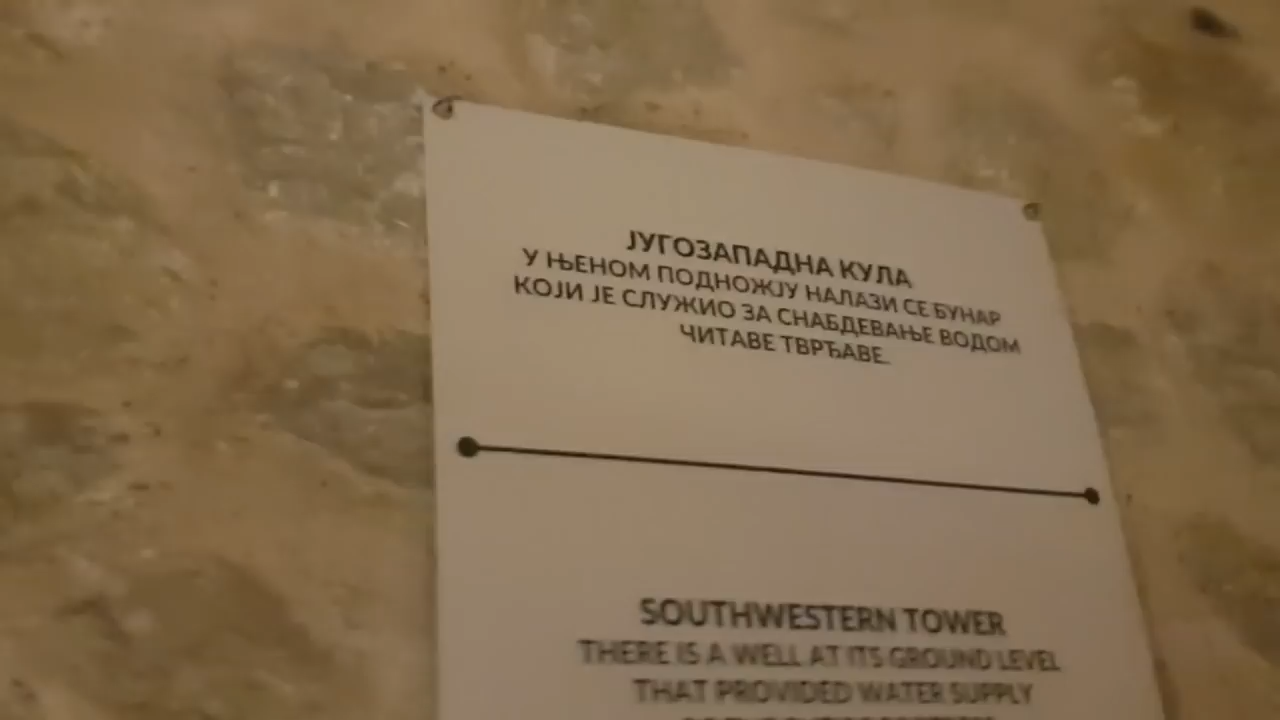 ЈУГОЗАПАДНА КУЛА
У ЊЕНОМ ПОДНОЖЈУ НАЛАЗИ СЕ БУНАР
КОЈИ ЈЕ СЛУЖИО ЗА СНАБДЕВАЊЕ ВОДОМ
ЧИТАВЕ ТВРЂАВЕ.
SOUTHWESTERN TOWER
THERE IS A WELL AT ITS GROUND LEVEL
THAT PROVIDED WATER SUPPLY